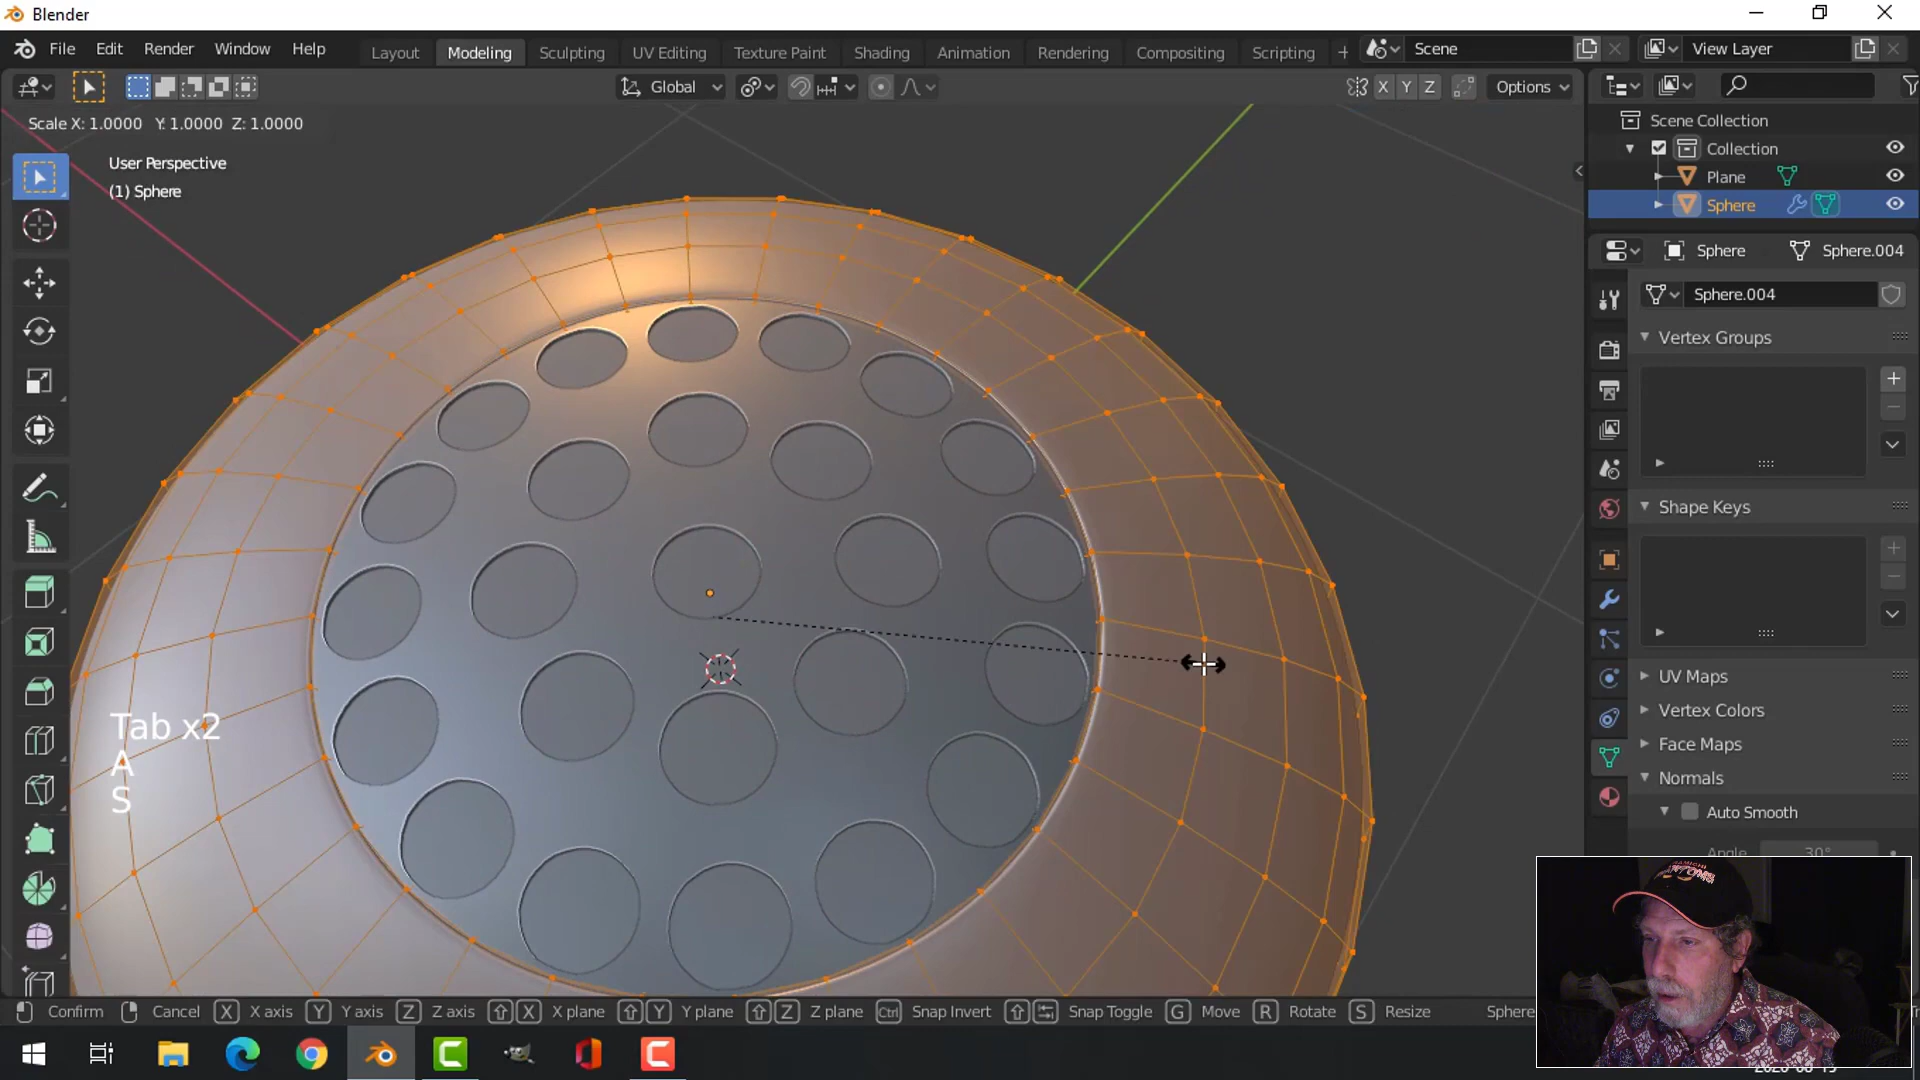 Blender
File Edit Render Window Help Layout Modeling Sculpting UV Editing Texture Paint Shading Animation Rendering Compositing Scripting + Scene View Layer
Global X Y Z Options
Scale X: 1.0000 Y: 1.0000 Z: 1.0000
Scene Collection
Collection
User Perspective
Plane
(1) Sphere
Sphere
Sphere Sphere.004
Sphere.004
Vertex Groups
Shape Keys
UV Maps
Vertex Colors
Tab x2
Face Maps
A
Normals
S
Auto Smooth
Angle 30°
Confirm Cancel X X axis Y Y axis Z Z axis X X plane Y Y plane Z Z plane Ctrl Snap Invert Snap Toggle G Move R Rotate S Resize Sphere